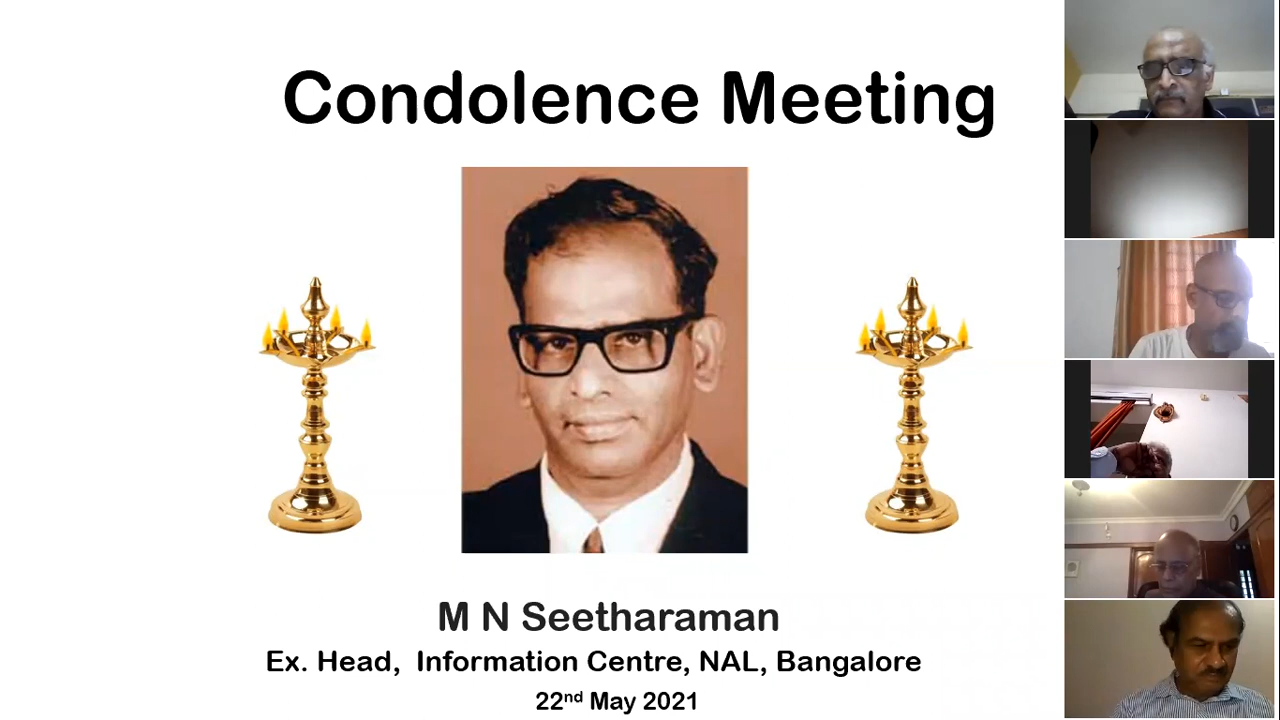 Condolence Meeting
M N Seetharaman
Ex. Head, Information Centre, NAL, Bangalore
22nd May 2021